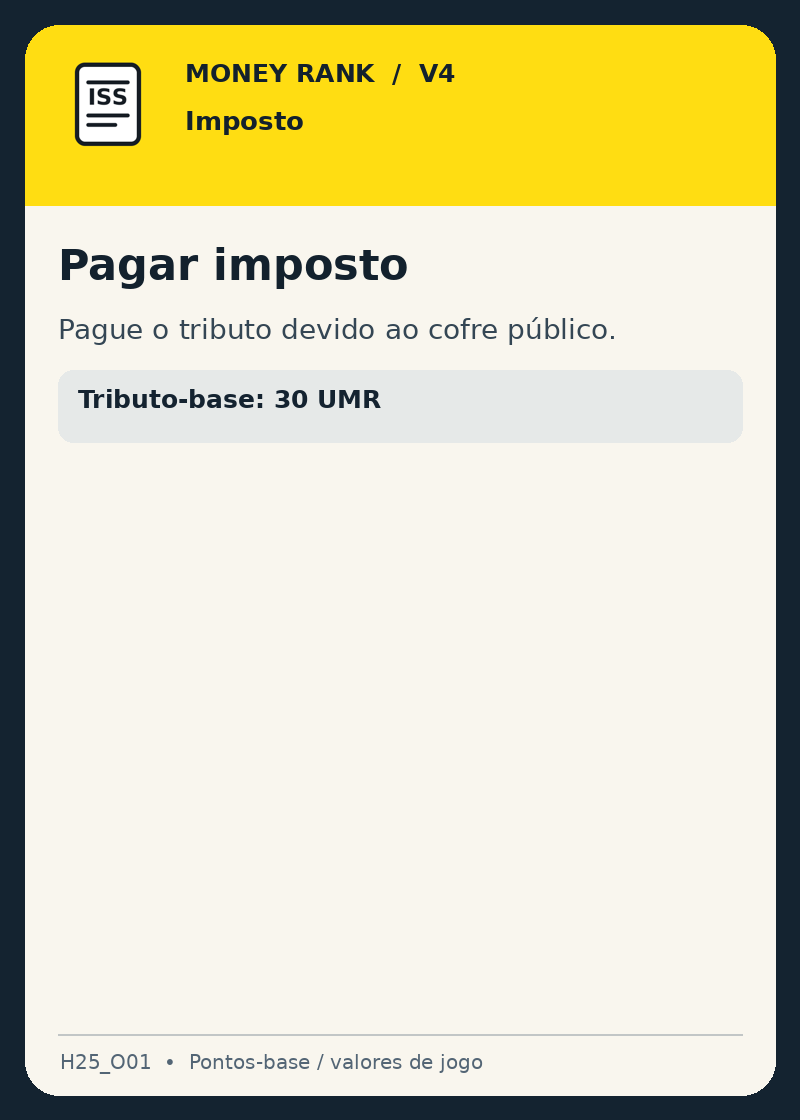 ISS
MONEY RANK / V4
Imposto
Pagar imposto
Pague o tributo devido ao cofre público.
Tributo-base: 30 UMR
H25_O01 • Pontos-base / valores de jogo